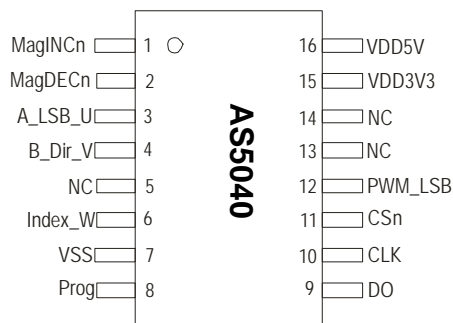 MagINCn 1 16 VDD5V
MagDECn 2 15 VDD3V3
A_LSB_U 3 14 NC
B_Dir_V 4 13 NC
NC 5 12 PWM_LSB
Index_W 6 11 CSn
VSS 7 10 CLK
Prog 8 9 DO
AS5040